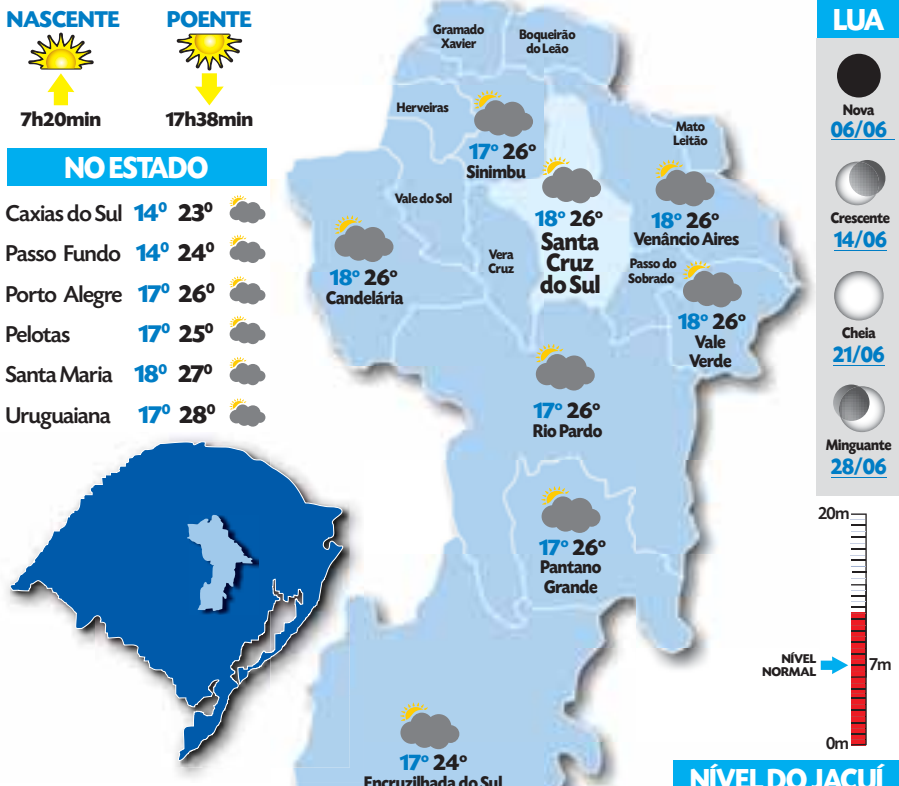 NASCENTE
7h20min
POENTE
17h38min
NO ESTADO
Caxias do Sul 14º 23º
Passo Fundo 14º 24º
Porto Alegre 17º 26º
Pelotas 17º 25º
Santa Maria 18º 27º
Uruguaiana 17º 28º
Gramado
Xavier
Boqueirão
do Leão
Herveiras
17º 26º
Sinimbu
Mato
Leitão
Vale do Sol
18º 26º
Santa
Cruz
do Sul
18º 26º
Venâncio Aires
18º 26º
Candelária
Vera
Cruz
Passo do
Sobrado
18º 26º
Vale
Verde
17º 26º
Rio Pardo
17º 26º
Pantano
Grande
17º 24º
Encruzilhada do Sul
LUA
Nova
06/06
Crescente
14/06
Cheia
21/06
Minguante
28/06
20m
NÍVEL
NORMAL
7m
0m
NÍVEL DO JACUÍ